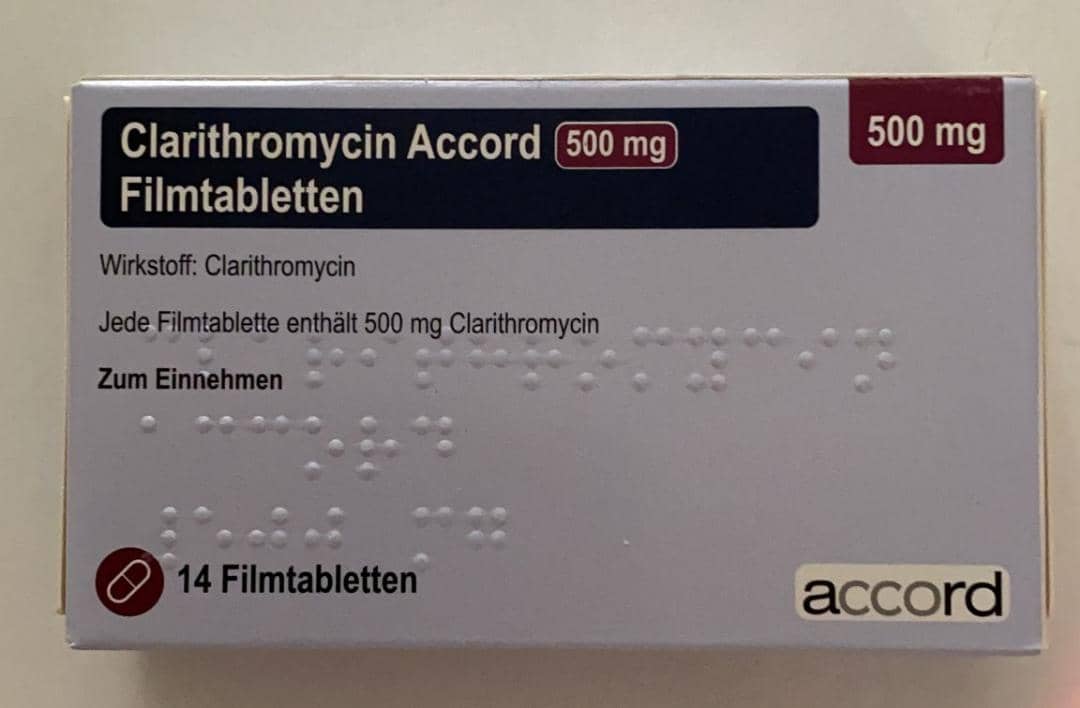 Clarithromycin Accord 500 mg
500 mg
Filmtabletten
Wirkstoff: Clarithromycin
Jede Filmtablette enthält 500 mg Clarithromycin
Zum Einnehmen
14 Filmtabletten
accord